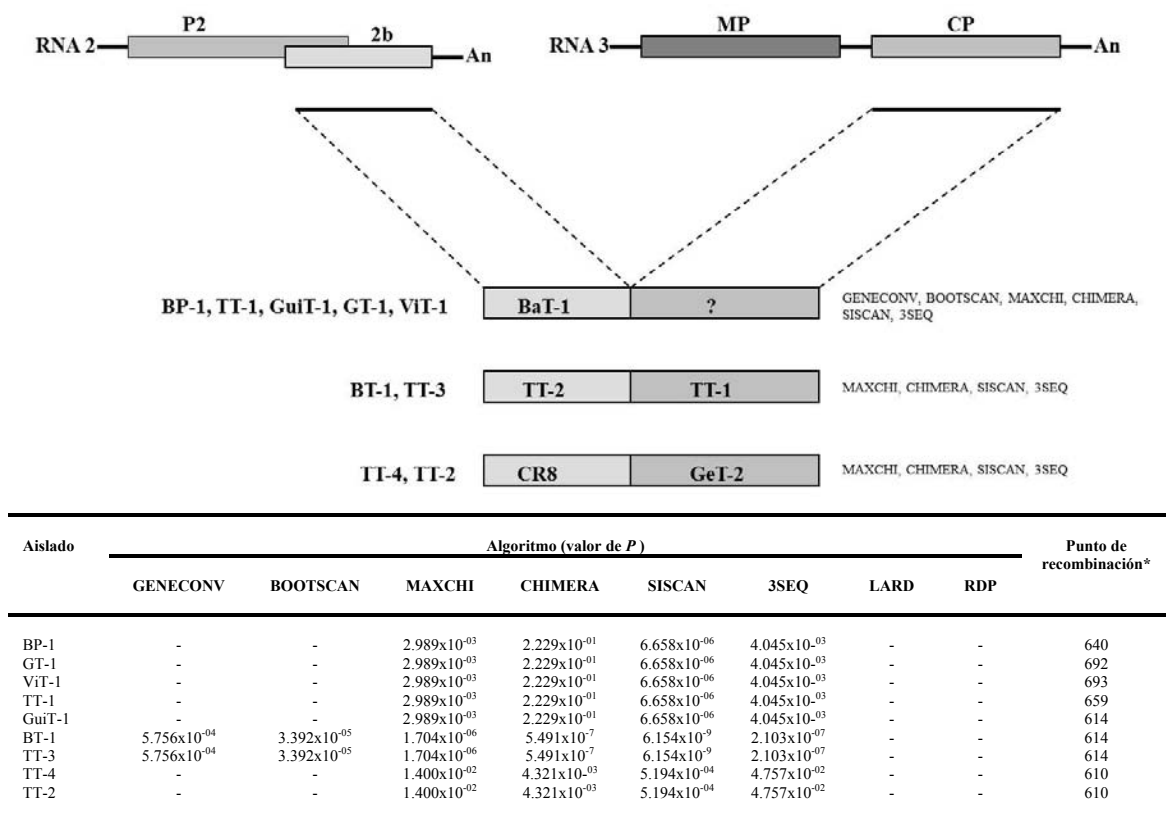 P2 MP CP
RNA 2 2b An RNA 3 An
BP-1, TT-1, GuiT-1, GT-1, ViT-1 BaT-1 ? GENECONV, BOOTSCAN, MAXCHI, CHIMERA,
SISCAN, 3SEQ
BT-1, TT-3 TT-2 TT-1 MAXCHI, CHIMERA, SISCAN, 3SEQ
TT-4, TT-2 CR8 GeT-2 MAXCHI, CHIMERA, SISCAN, 3SEQ
Aislado Algoritmo (valor de P ) Punto de
recombinación*
GENECONV BOOTSCAN MAXCHI CHIMERA SISCAN 3SEQ LARD RDP
BP-1 - - 2.989x10-03 2.229x10-01 6.658x10-06 4.045x10-03 - - 640
GT-1 - - 2.989x10-03 2.229x10-01 6.658x10-06 4.045x10-03 - - 692
ViT-1 - - 2.989x10-03 2.229x10-01 6.658x10-06 4.045x10-03 - - 693
TT-1 - - 2.989x10-03 2.229x10-01 6.658x10-06 4.045x10-03 - - 659
GuiT-1 - - 2.989x10-03 2.229x10-01 6.658x10-06 4.045x10-03 - - 614
BT-1 5.756x10-04 3.392x10-05 1.704x10-06 5.491x10-7 6.154x10-9 2.103x10-07 - - 614
TT-3 5.756x10-04 3.392x10-05 1.704x10-06 5.491x10-7 6.154x10-9 2.103x10-07 - - 614
TT-4 - - 1.400x10-02 4.321x10-03 5.194x10-04 4.757x10-02 - - 610
TT-2 - - 1.400x10-02 4.321x10-03 5.194x10-04 4.757x10-02 - - 610